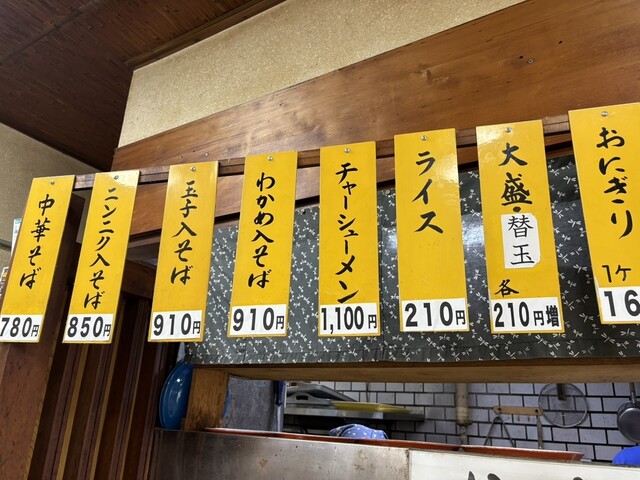 中華そば
780円
ニンニク入そば
850円
玉子入そば
910円
わかめ入そば
910円
チャーシューメン
1,100円
ライス
210円
大盛・替玉
各
210円増
おにぎり
1ケ
16